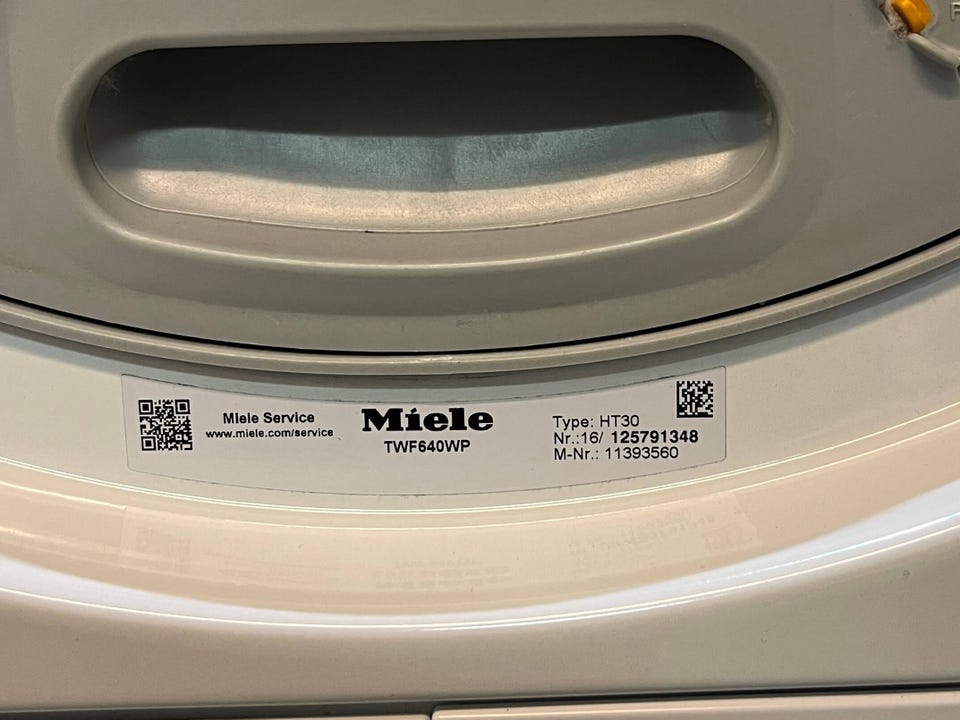 Miele Service
www.miele.com/service
Miele
TWF640WP
Type: HT30
Nr.:16/ 125791348
M-Nr.: 11393560